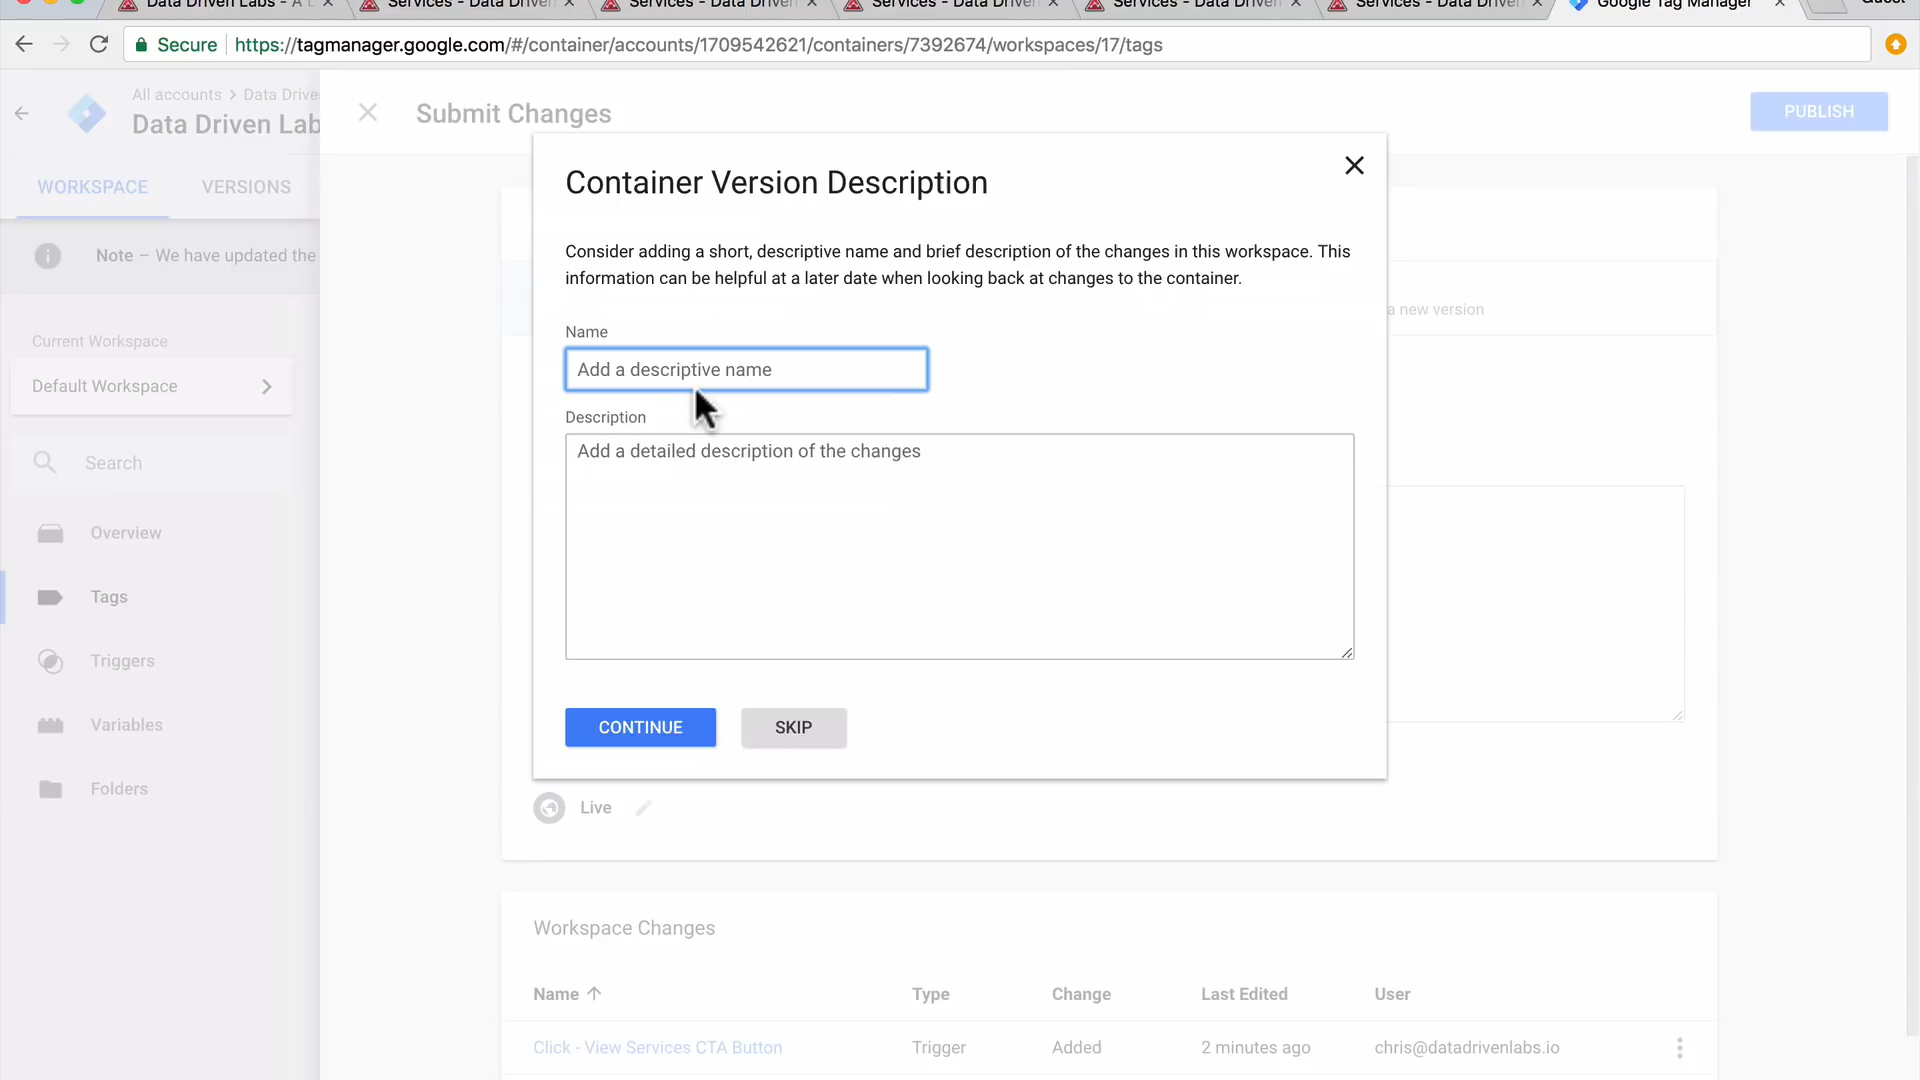 Data Driven Labs - A D
Services - Data Driven
Services - Data Driven
Services - Data Driven
Services - Data Driven
Services - Data Driven
Google Tag Manager
Guest
Secure
https://tagmanager.google.com/#/container/accounts/1709542621/containers/7392674/workspaces/17/tags
All accounts > Data Drive
Data Driven Lab
Submit Changes
PUBLISH
WORKSPACE
VERSIONS
Note – We have updated the
Container Version Description
Consider adding a short, descriptive name and brief description of the changes in this workspace. This
information can be helpful at a later date when looking back at changes to the container.
a new version
Name
Add a descriptive name
Description
Add a detailed description of the changes
CONTINUE
SKIP
Current Workspace
Default Workspace
Search
Overview
Tags
Triggers
Variables
Folders
Live
Workspace Changes
Name
Type
Change
Last Edited
User
Click - View Services CTA Button
Trigger
Added
2 minutes ago
chris@datadrivenlabs.io